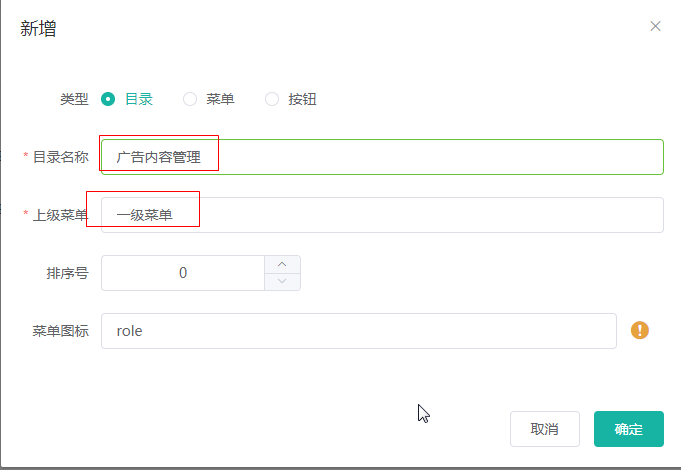 新增
类型 目录 菜单 按钮
* 目录名称 广告内容管理
* 上级菜单 一级菜单
排序号 0
菜单图标 role
取消 确定